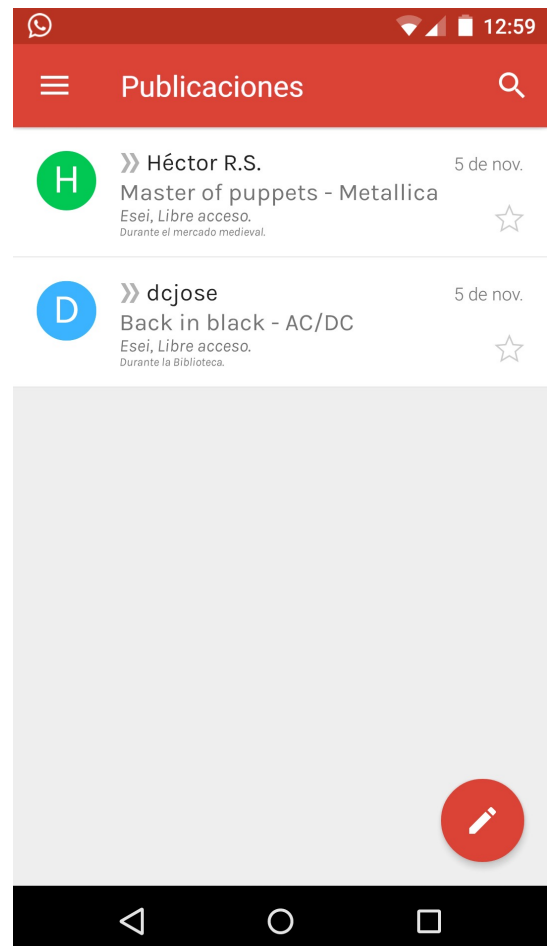 12:59
Publicaciones
H
» Héctor R.S.
5 de nov.
Master of puppets - Metallica
Esei, Libre acceso.
Durante el mercado medieval.
D
» dcjose
5 de nov.
Back in black - AC/DC
Esei, Libre acceso.
Durante la Biblioteca.